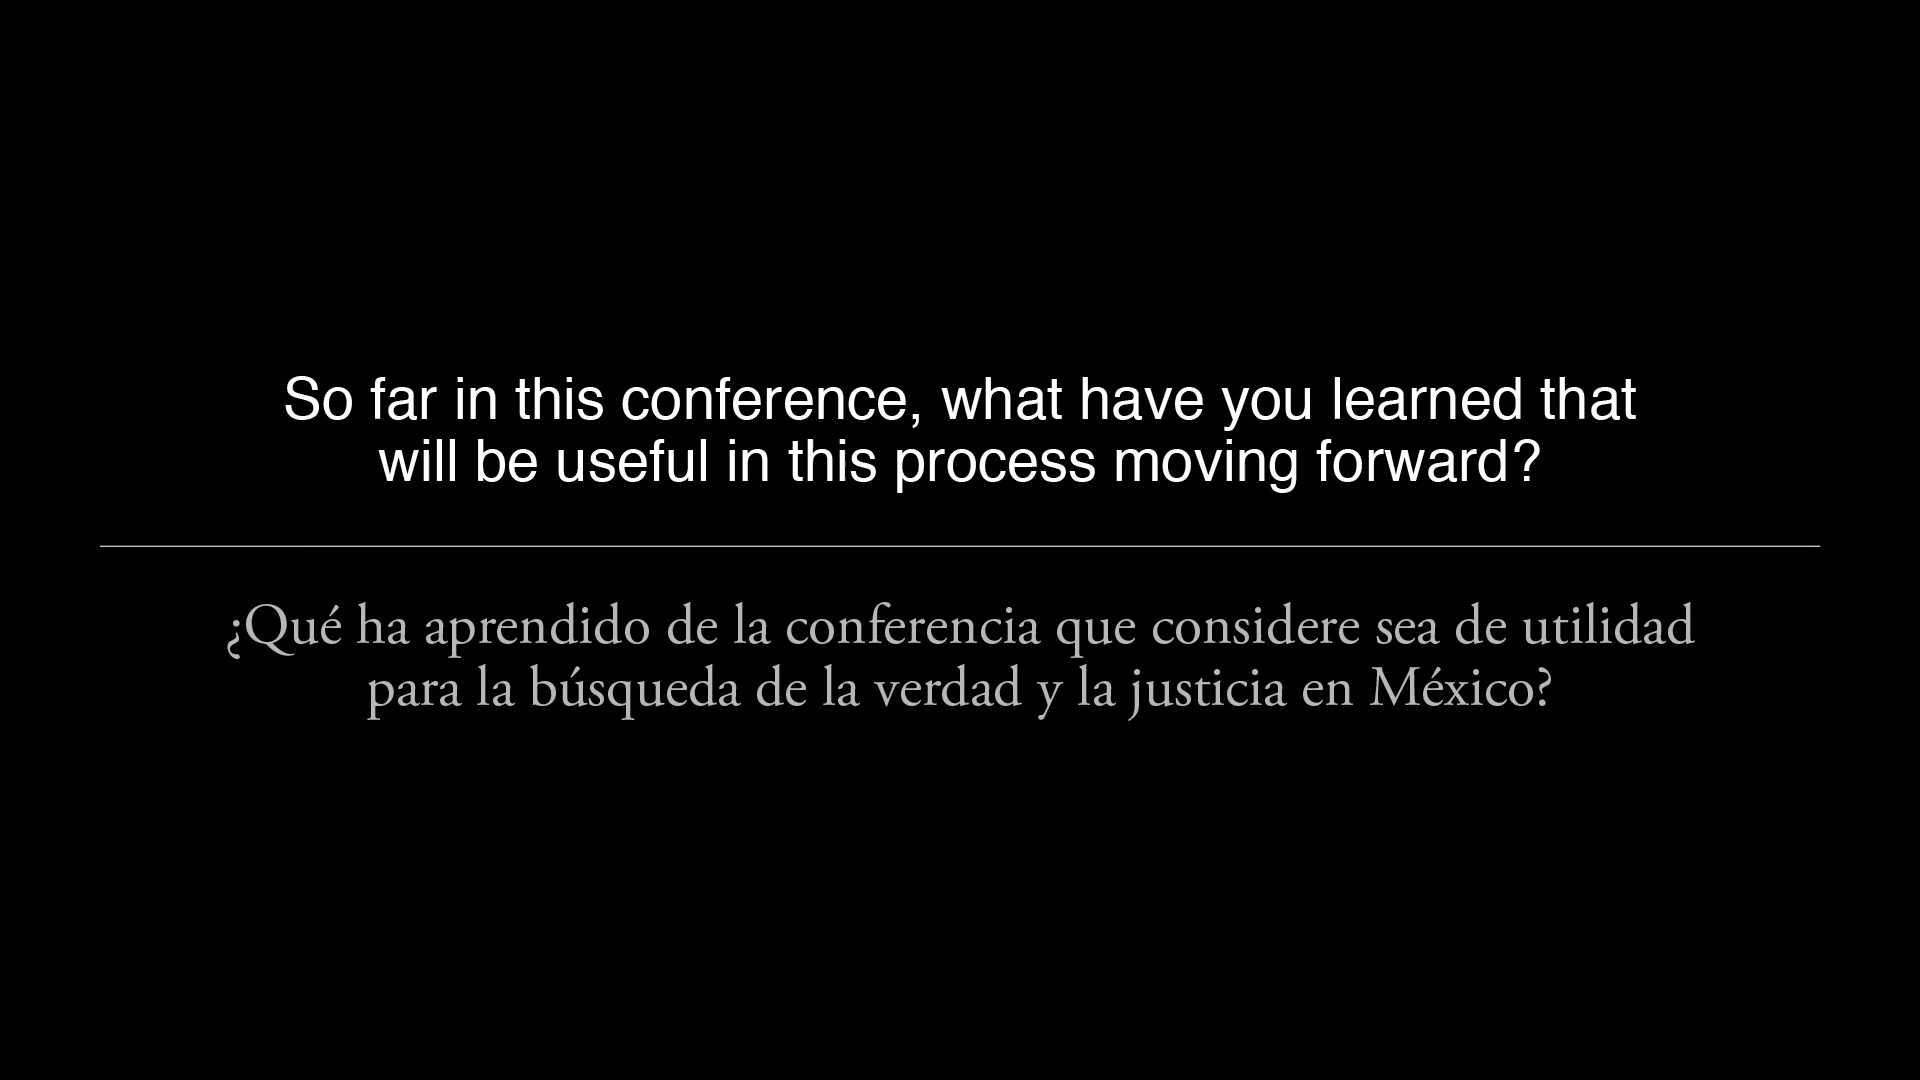 So far in this conference, what have you learned that
will be useful in this process moving forward?
¿Qué ha aprendido de la conferencia que considere sea de utilidad
para la búsqueda de la verdad y la justicia en México?